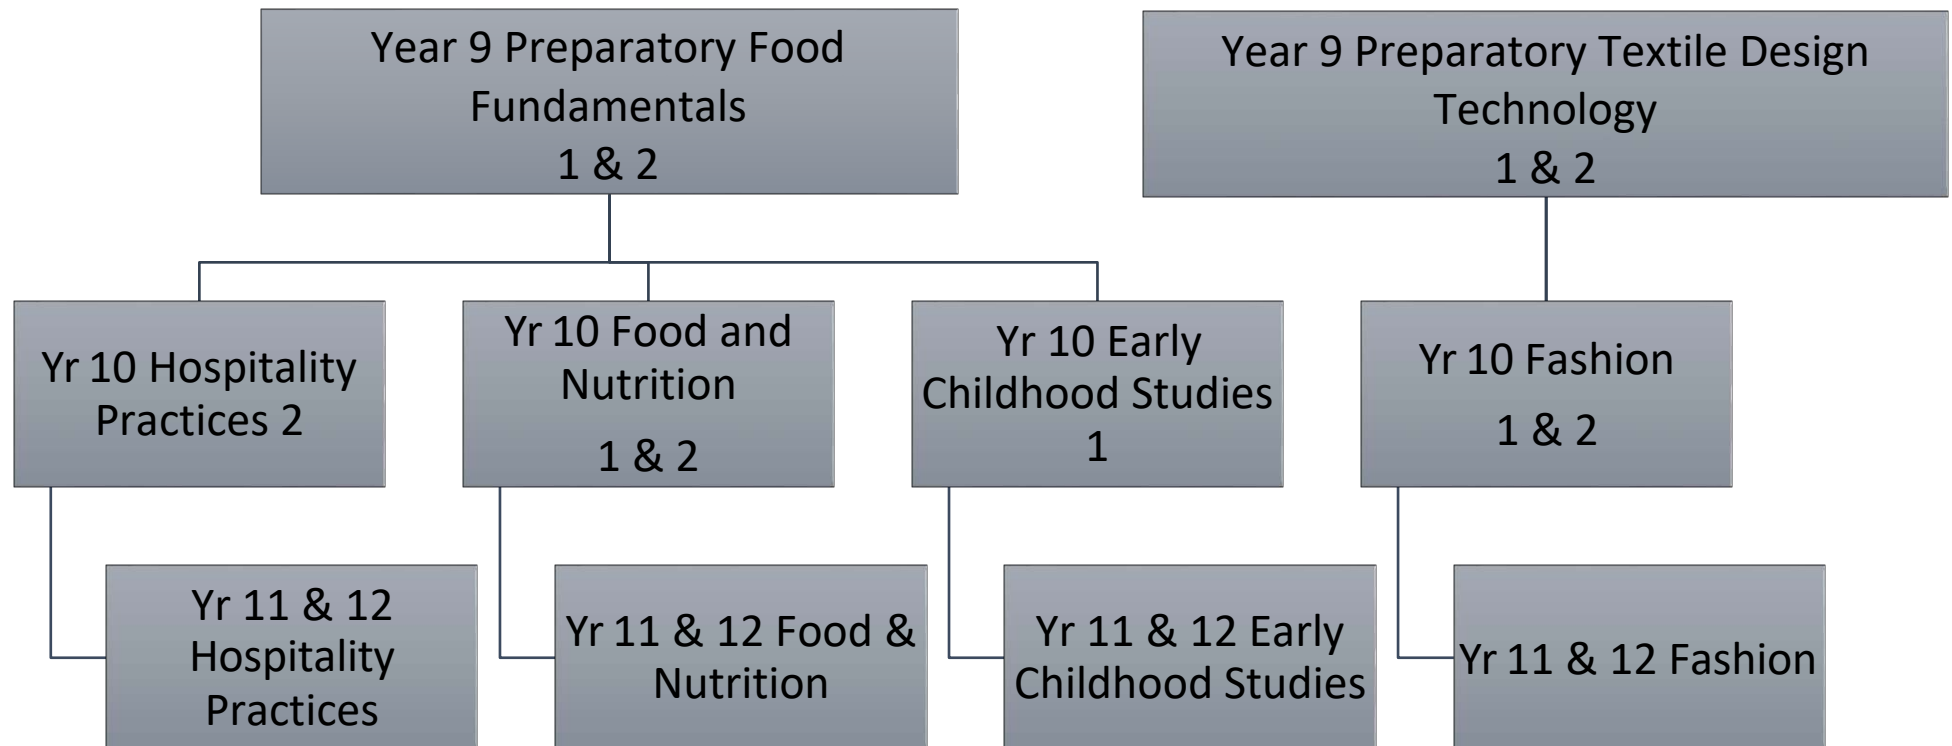 Year 9 Preparatory Food
Fundamentals
1 & 2
Year 9 Preparatory Textile Design
Technology
1 & 2
Yr 10 Hospitality
Practices 2
Yr 10 Food and
Nutrition
1 & 2
Yr 10 Early
Childhood Studies
1
Yr 10 Fashion
1 & 2
Yr 11 & 12
Hospitality
Practices
Yr 11 & 12 Food &
Nutrition
Yr 11 & 12 Early
Childhood Studies
Yr 11 & 12 Fashion